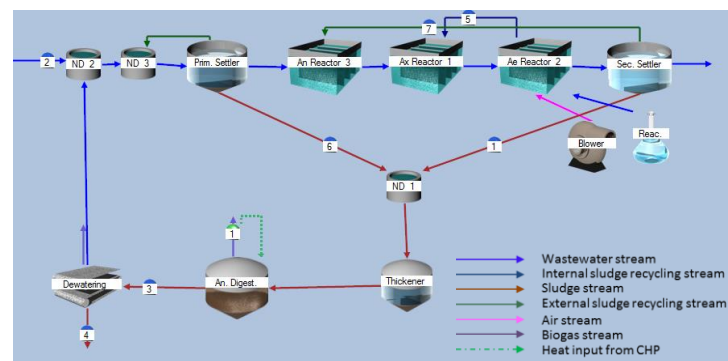 5
7
2
ND 2
ND 3
Prim. Settler
An Reactor 3
Ax Reactor 1
Ae Reactor 2
Sec. Settler
Blower
Reac.
6
1
ND 1
1
Dewatering
3
An. Digest.
Thickener
4
Wastewater stream
Internal sludge recycling stream
Sludge stream
External sludge recycling stream
Air stream
Biogas stream
Heat input from CHP